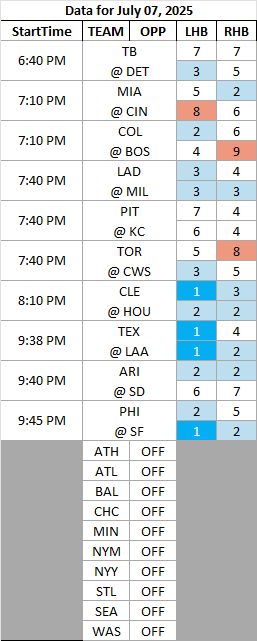 Data for July 07, 2025
StartTime TEAM OPP LHB RHB
6:40 PM
TB 7 7
@ DET 3 5
7:10 PM
MIA 5 2
@ CIN 8 6
7:10 PM
COL 2 6
@ BOS 4 9
7:40 PM
LAD 3 4
@ MIL 3 3
7:40 PM
PIT 7 4
@ KC 6 4
7:40 PM
TOR 5 8
@ CWS 3 5
8:10 PM
CLE 1 3
@ HOU 2 2
9:38 PM
TEX 1 4
@ LAA 1 2
9:40 PM
ARI 2 2
@ SD 6 7
9:45 PM
PHI 2 5
@ SF 1 2
ATH OFF
ATL OFF
BAL OFF
CHC OFF
MIN OFF
NYM OFF
NYY OFF
STL OFF
SEA OFF
WAS OFF